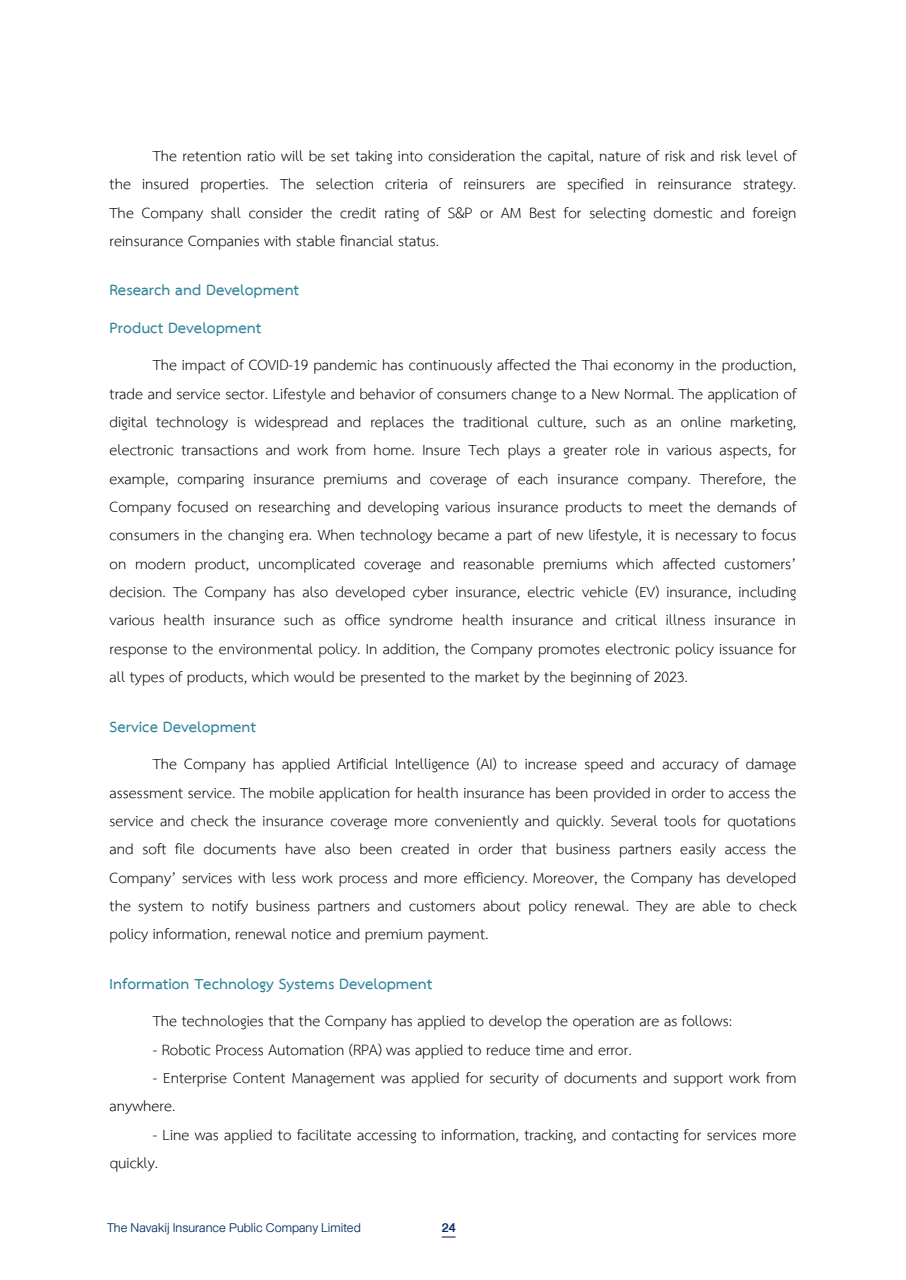 The retention ratio will be set taking into consideration the capital, nature of risk and risk level of
the insured properties. The selection criteria of reinsurers are specified in reinsurance strategy.
The Company shall consider the credit rating of S&P or AM Best for selecting domestic and foreign
reinsurance Companies with stable financial status.
Research and Development
Product Development
The impact of COVID-19 pandemic has continuously affected the Thai economy in the production,
trade and service sector. Lifestyle and behavior of consumers change to a New Normal. The application of
digital technology is widespread and replaces the traditional culture, such as an online marketing,
electronic transactions and work from home. Insure Tech plays a greater role in various aspects, for
example, comparing insurance premiums and coverage of each insurance company. Therefore, the
Company focused on researching and developing various insurance products to meet the demands of
consumers in the changing era. When technology became a part of new lifestyle, it is necessary to focus
on modern product, uncomplicated coverage and reasonable premiums which affected customers’
decision. The Company has also developed cyber insurance, electric vehicle (EV) insurance, including
various health insurance such as office syndrome health insurance and critical illness insurance in
response to the environmental policy. In addition, the Company promotes electronic policy issuance for
all types of products, which would be presented to the market by the beginning of 2023.
Service Development
The Company has applied Artificial Intelligence (AI) to increase speed and accuracy of damage
assessment service. The mobile application for health insurance has been provided in order to access the
service and check the insurance coverage more conveniently and quickly. Several tools for quotations
and soft file documents have also been created in order that business partners easily access the
Company’ services with less work process and more efficiency. Moreover, the Company has developed
the system to notify business partners and customers about policy renewal. They are able to check
policy information, renewal notice and premium payment.
Information Technology Systems Development
The technologies that the Company has applied to develop the operation are as follows:
- Robotic Process Automation (RPA) was applied to reduce time and error.
- Enterprise Content Management was applied for security of documents and support work from
anywhere.
- Line was applied to facilitate accessing to information, tracking, and contacting for services more
quickly.
The Navakij Insurance Public Company Limited 24